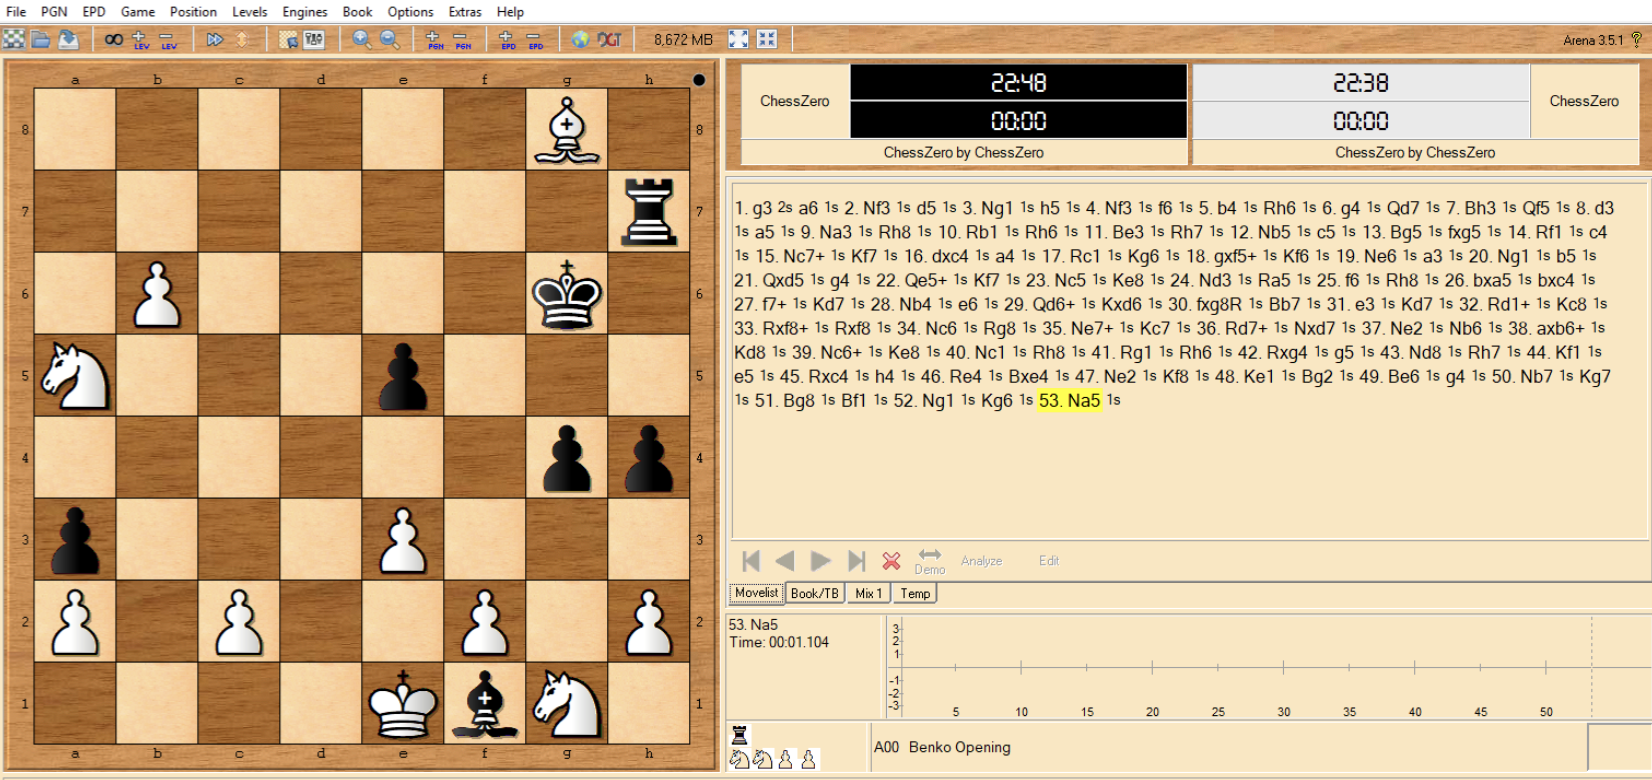 File PGN EPD Game Position Levels Engines Book Options Extras Help
LEV LEV PGN PGN EPD EPD DGT 8,672 MB Arena 3.5.1 ?
a b c d e f g h
8 8
7 7
6 6
5 5
4 4
3 3
2 2
1 1
a b c d e f g h
ChessZero 22:48 22:38 ChessZero
00:00 00:00
ChessZero by ChessZero ChessZero by ChessZero
1. g3 2s a6 1s 2. Nf3 1s d5 1s 3. Ng1 1s h5 1s 4. Nf3 1s f6 1s 5. b4 1s Rh6 1s 6. g4 1s Qd7 1s 7. Bh3 1s Qf5 1s 8. d3
1s a5 1s 9. Na3 1s Rh8 1s 10. Rb1 1s Rh6 1s 11. Be3 1s Rh7 1s 12. Nb5 1s c5 1s 13. Bg5 1s fxg5 1s 14. Rf1 1s c4
1s 15. Nc7+ 1s Kf7 1s 16. dxc4 1s a4 1s 17. Rc1 1s Kg6 1s 18. gxf5+ 1s Kf6 1s 19. Ne6 1s a3 1s 20. Ng1 1s b5 1s
21. Qxd5 1s g4 1s 22. Qe5+ 1s Kf7 1s 23. Nc5 1s Ke8 1s 24. Nd3 1s Ra5 1s 25. f6 1s Rh8 1s 26. bxa5 1s bxc4 1s
27. f7+ 1s Kd7 1s 28. Nb4 1s e6 1s 29. Qd6+ 1s Kxd6 1s 30. fxg8R 1s Bb7 1s 31. e3 1s Kd7 1s 32. Rd1+ 1s Kc8 1s
33. Rxf8+ 1s Rxf8 1s 34. Nc6 1s Rg8 1s 35. Ne7+ 1s Kc7 1s 36. Rd7+ 1s Nxd7 1s 37. Ne2 1s Nb6 1s 38. axb6+ 1s
Kd8 1s 39. Nc6+ 1s Ke8 1s 40. Nc1 1s Rh8 1s 41. Rg1 1s Rh6 1s 42. Rxg4 1s g5 1s 43. Nd8 1s Rh7 1s 44. Kf1 1s
e5 1s 45. Rxc4 1s h4 1s 46. Re4 1s Bxe4 1s 47. Ne2 1s Kf8 1s 48. Ke1 1s Bg2 1s 49. Be6 1s g4 1s 50. Nb7 1s Kg7
1s 51. Bg8 1s Bf1 1s 52. Ng1 1s Kg6 1s 53. Na5 1s
Demo Analyze Edit
Movelist Book/TB Mix 1 Temp
53. Na5
Time: 00:01.104
3
2
1
-1
-2
-3
5 10 15 20 25 30 35 40 45 50
A00 Benko Opening